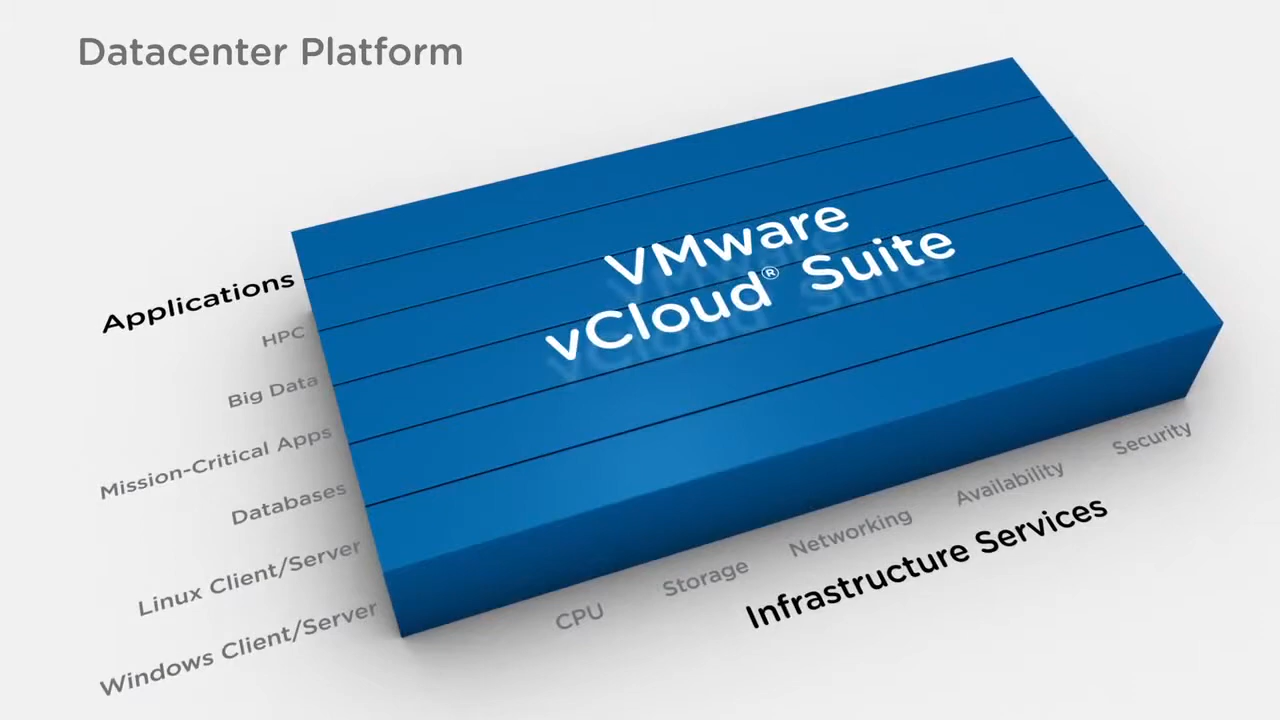 Datacenter Platform
VMware
vCloud® Suite
Applications
HPC
Big Data
Mission-Critical Apps
Databases
Linux Client/Server
Windows Client/Server
CPU
Storage
Networking
Availability
Security
Infrastructure Services